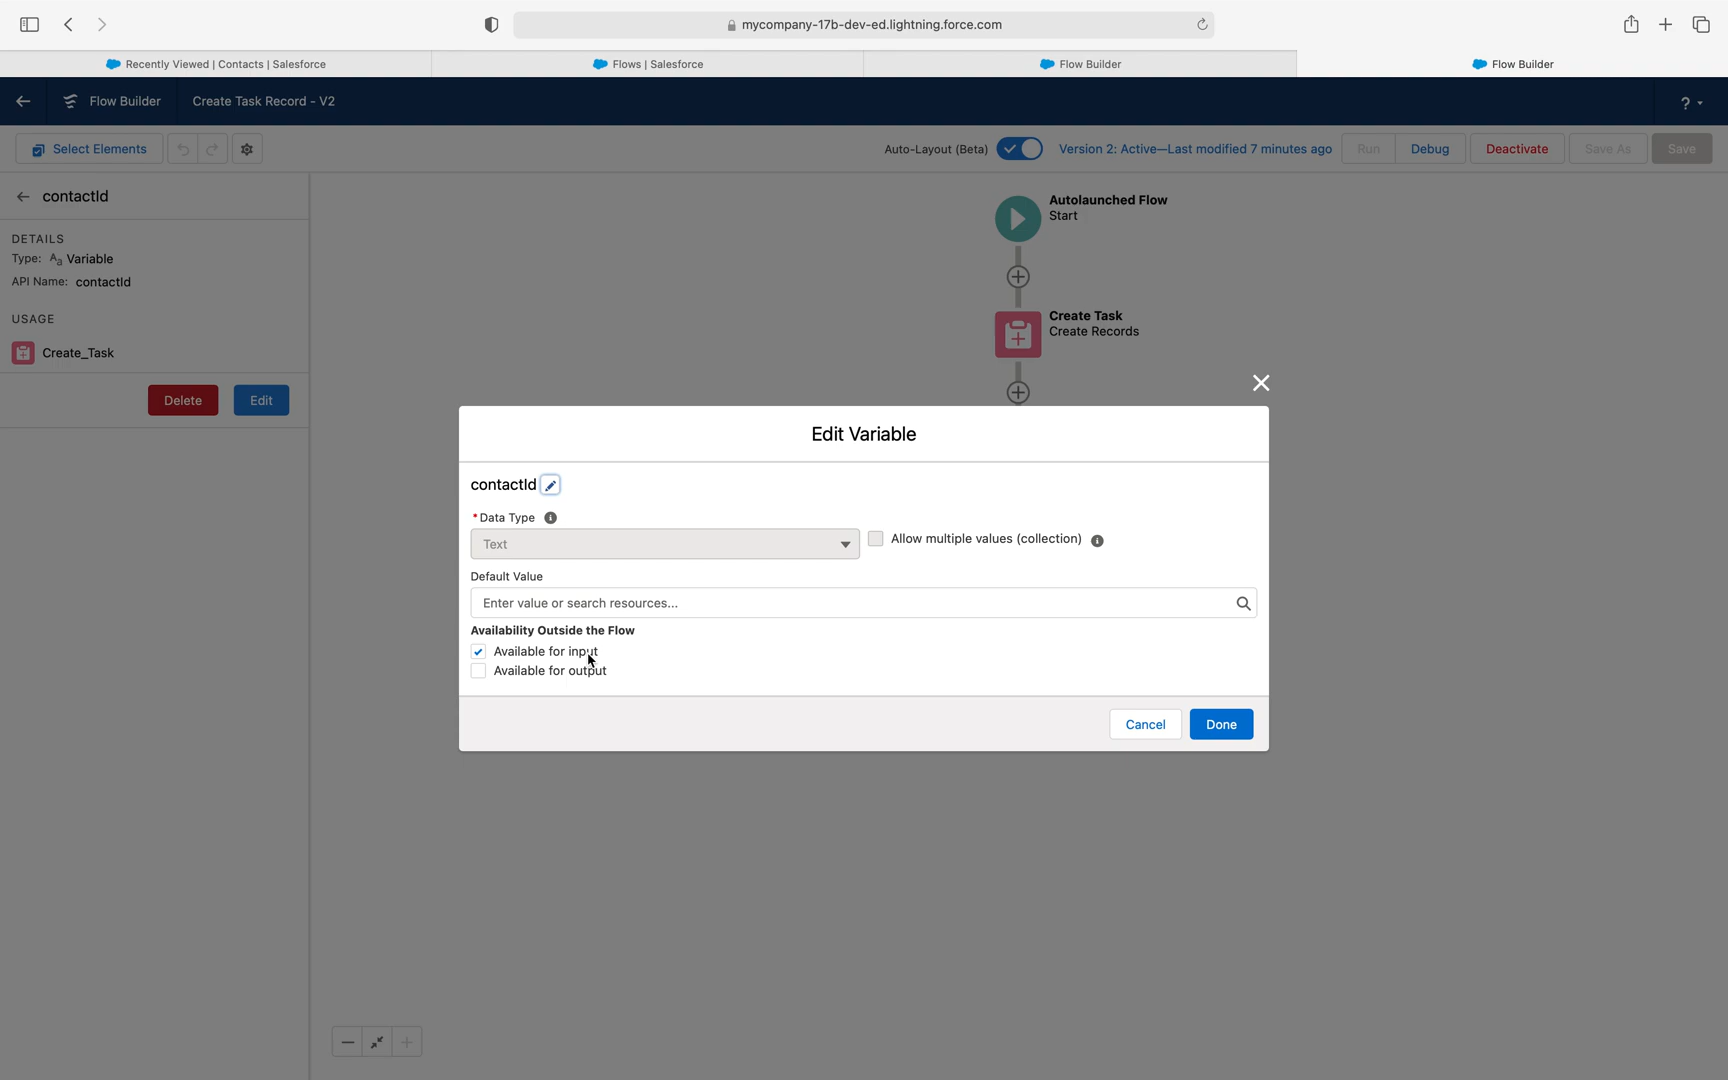 mycompany-17b-dev-ed.lightning.force.com
Recently Viewed | Contacts | Salesforce
Flows | Salesforce
Flow Builder
Flow Builder
Flow Builder
Create Task Record - V2
?
Select Elements
Auto-Layout (Beta)
Version 2: Active—Last modified 7 minutes ago
Run
Debug
Deactivate
Save As
Save
contactId
DETAILS
Type: Aa Variable
API Name: contactId
USAGE
Create_Task
Delete
Edit
Autolaunched Flow
Start
Create Task
Create Records
Edit Variable
contactId
*Data Type
Text
Allow multiple values (collection)
Default Value
Enter value or search resources...
Availability Outside the Flow
Available for input
Available for output
Cancel
Done